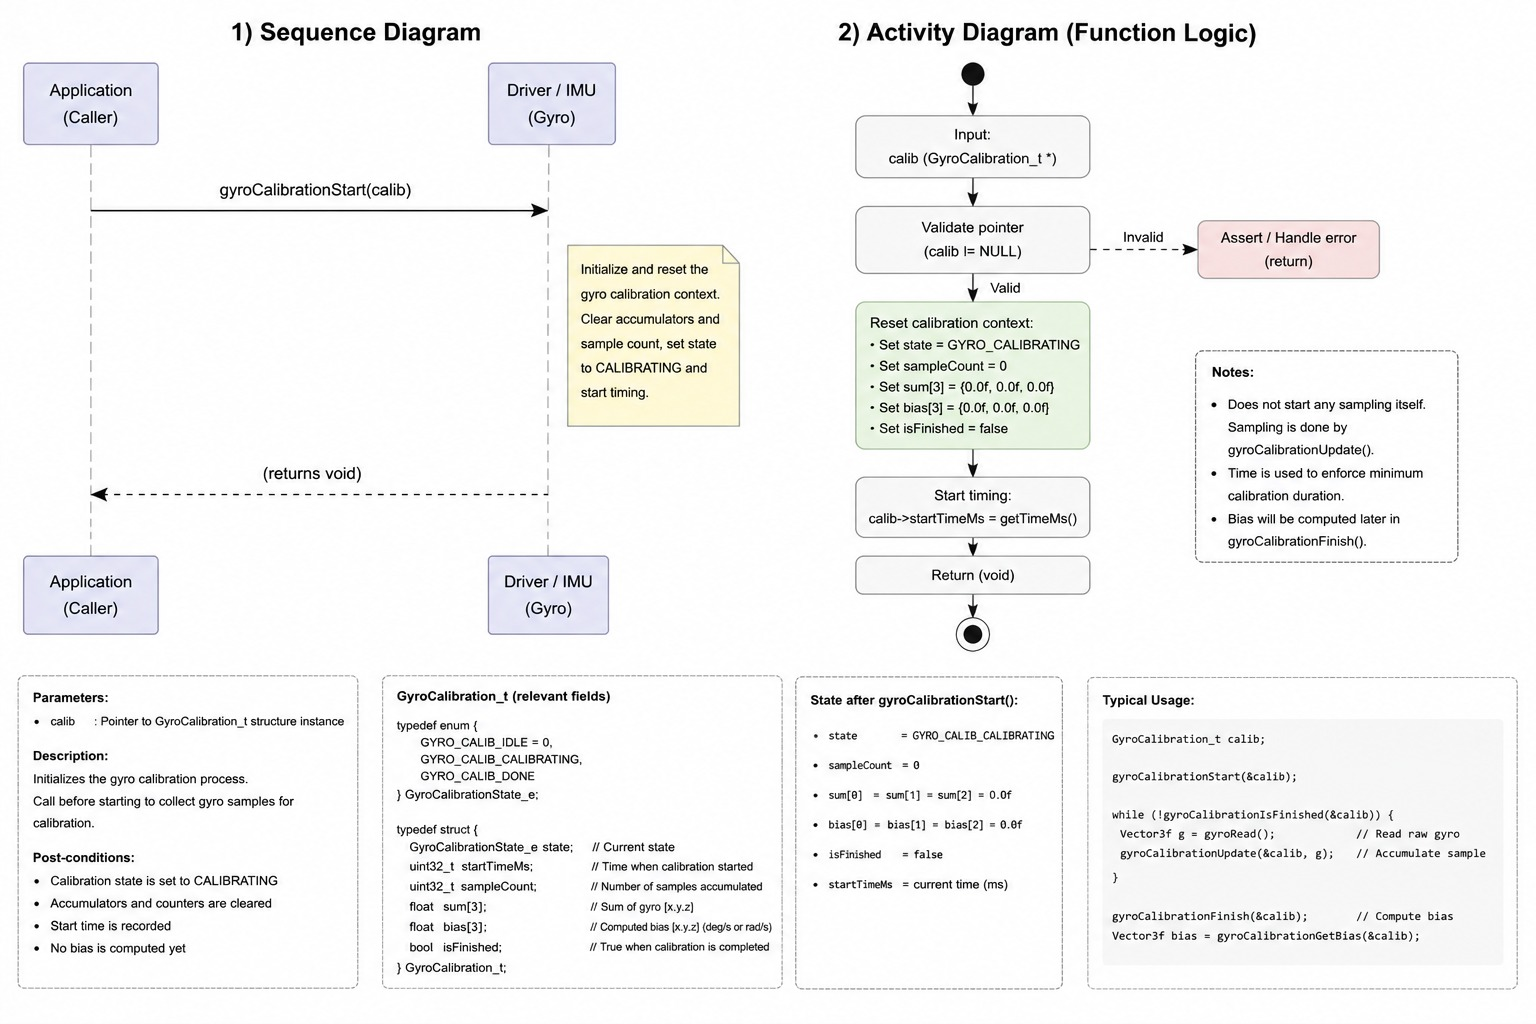 1) Sequence Diagram
Application
(Caller)
Driver / IMU
(Gyro)
gyroCalibrationStart(calib)
Initialize and reset the
gyro calibration context.
Clear accumulators and
sample count, set state
to CALIBRATING and
start timing.
(returns void)
Application
(Caller)
Driver / IMU
(Gyro)
2) Activity Diagram (Function Logic)
Input:
calib (GyroCalibration_t *)
Validate pointer
(calib != NULL)
Invalid
Assert / Handle error
(return)
Valid
Reset calibration context:
• Set state = GYRO_CALIBRATING
• Set sampleCount = 0
• Set sum[3] = {0.0f, 0.0f, 0.0f}
• Set bias[3] = {0.0f, 0.0f, 0.0f}
• Set isFinished = false
Start timing:
calib->startTimeMs = getTimeMs()
Return (void)
Notes:
• Does not start any sampling itself.
Sampling is done by
gyroCalibrationUpdate().
• Time is used to enforce minimum
calibration duration.
• Bias will be computed later in
gyroCalibrationFinish().
Parameters:
• calib : Pointer to GyroCalibration_t structure instance
Description:
Initializes the gyro calibration process.
Call before starting to collect gyro samples for
calibration.
Post-conditions:
• Calibration state is set to CALIBRATING
• Accumulators and counters are cleared
• Start time is recorded
• No bias is computed yet
GyroCalibration_t (relevant fields)
typedef enum {
GYRO_CALIB_IDLE = 0,
GYRO_CALIB_CALIBRATING,
GYRO_CALIB_DONE
} GyroCalibrationState_e;
typedef struct {
GyroCalibrationState_e state; // Current state
uint32_t startTimeMs; // Time when calibration started
uint32_t sampleCount; // Number of samples accumulated
float sum[3]; // Sum of gyro [x.y.z]
float bias[3]; // Computed bias [x.y.z] (deg/s or rad/s)
bool isFinished; // True when calibration is completed
} GyroCalibration_t;
State after gyroCalibrationStart():
• state = GYRO_CALIB_CALIBRATING
• sampleCount = 0
• sum[0] = sum[1] = sum[2] = 0.0f
• bias[0] = bias[1] = bias[2] = 0.0f
• isFinished = false
• startTimeMs = current time (ms)
Typical Usage:
GyroCalibration_t calib;
gyroCalibrationStart(&calib);
while (!gyroCalibrationIsFinished(&calib)) {
Vector3f g = gyroRead(); // Read raw gyro
gyroCalibrationUpdate(&calib, g); // Accumulate sample
}
gyroCalibrationFinish(&calib); // Compute bias
Vector3f bias = gyroCalibrationGetBias(&calib);